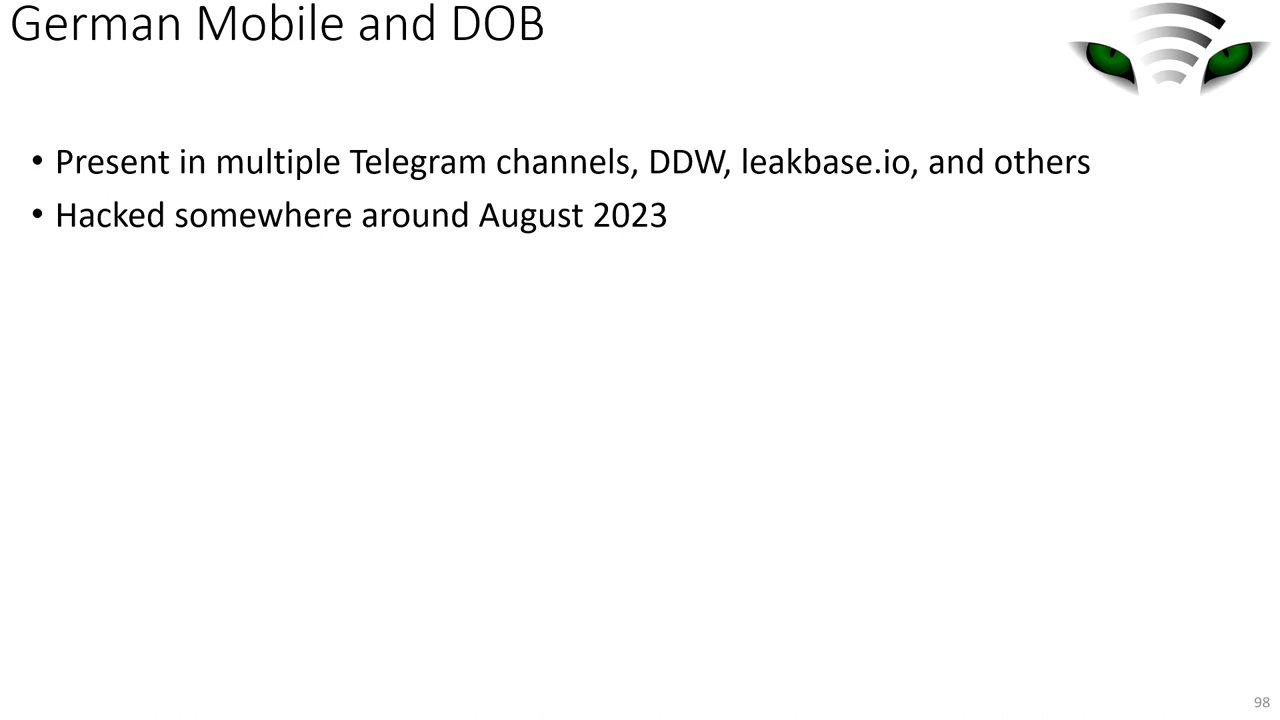 German Mobile and DOB
• Present in multiple Telegram channels, DDW, leakbase.io, and others
• Hacked somewhere around August 2023
98